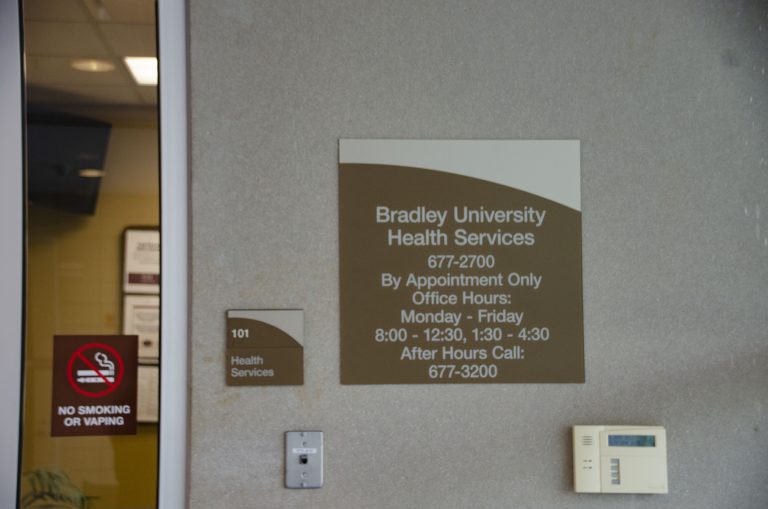 Bradley University
Health Services
677-2700
By Appointment Only
Office Hours:
Monday - Friday
8:00 - 12:30, 1:30 - 4:30
After Hours Call:
677-3200
101
Health
Services
NO SMOKING
OR VAPING